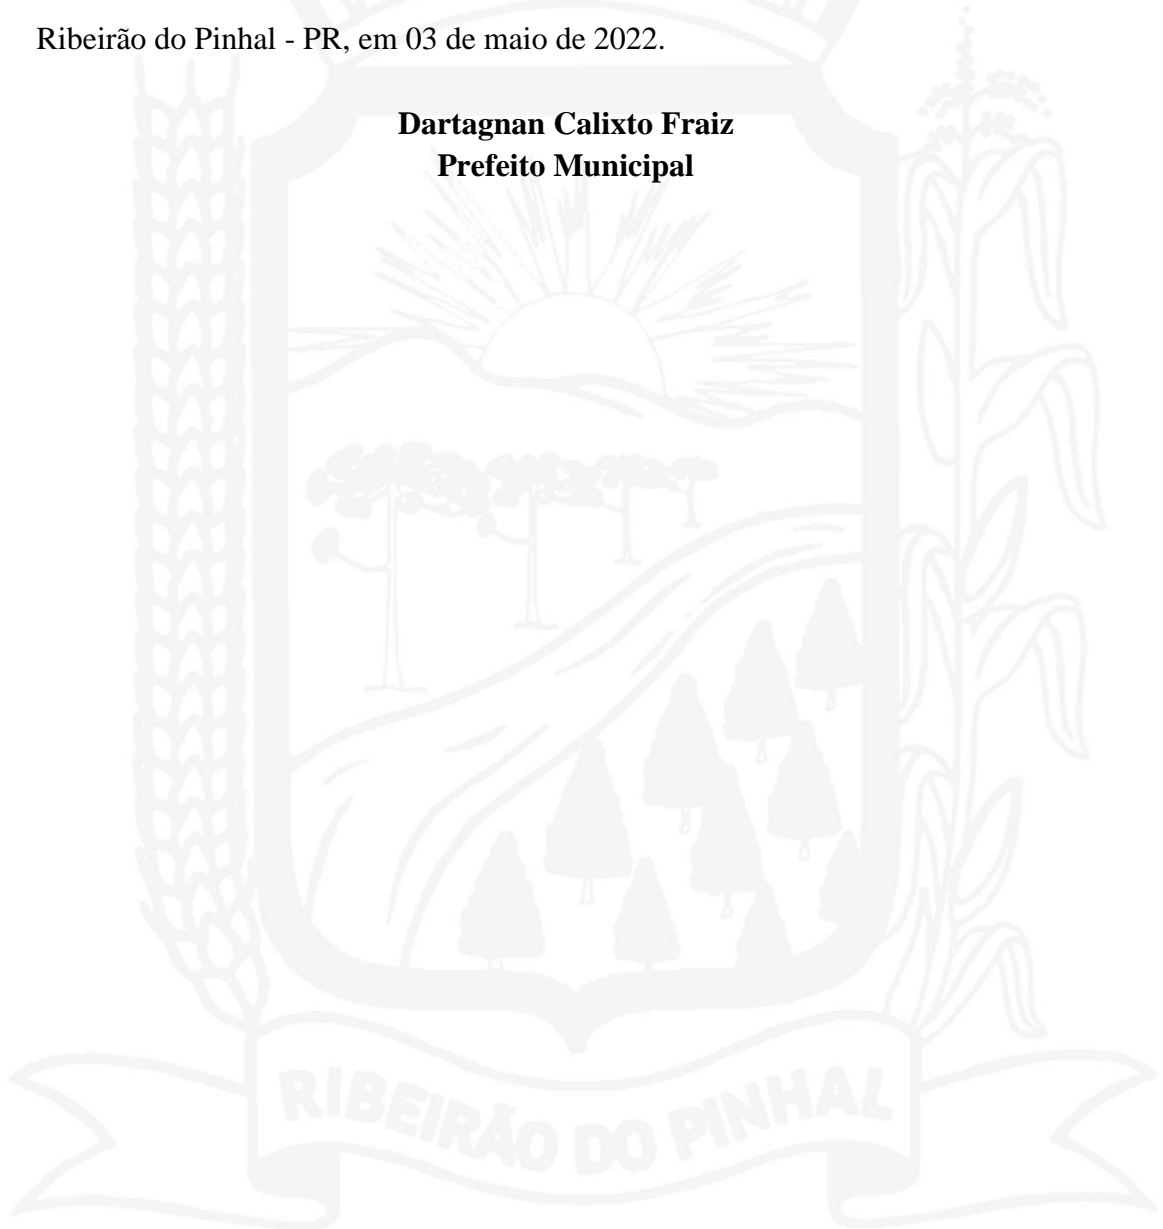 Ribeirão do Pinhal - PR, em 03 de maio de 2022.
Dartagnan Calixto Fraiz
Prefeito Municipal
RIBEIRÃO DO PINHAL